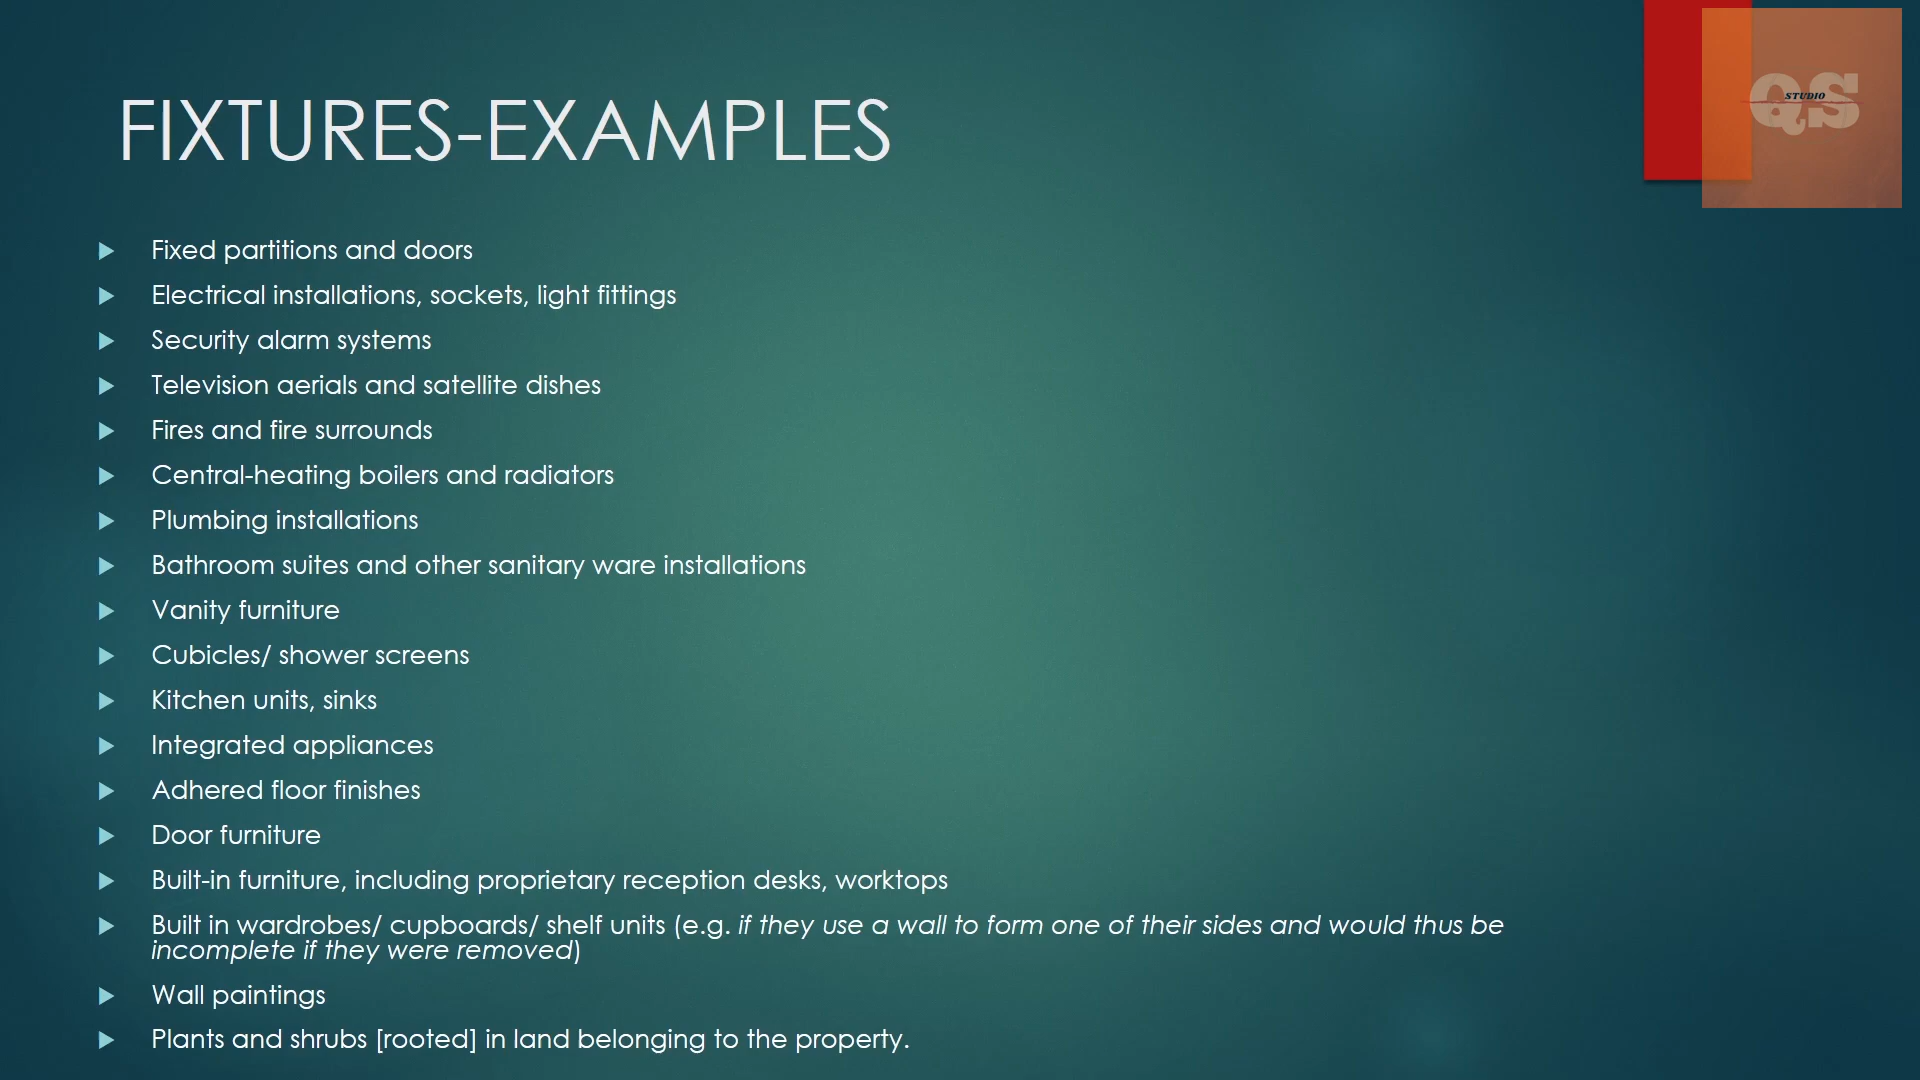 FIXTURES-EXAMPLES
QS
STUDIO
Fixed partitions and doors
Electrical installations, sockets, light fittings
Security alarm systems
Television aerials and satellite dishes
Fires and fire surrounds
Central-heating boilers and radiators
Plumbing installations
Bathroom suites and other sanitary ware installations
Vanity furniture
Cubicles/ shower screens
Kitchen units, sinks
Integrated appliances
Adhered floor finishes
Door furniture
Built-in furniture, including proprietary reception desks, worktops
Built in wardrobes/ cupboards/ shelf units (e.g. if they use a wall to form one of their sides and would thus be
incomplete if they were removed)
Wall paintings
Plants and shrubs [rooted] in land belonging to the property.